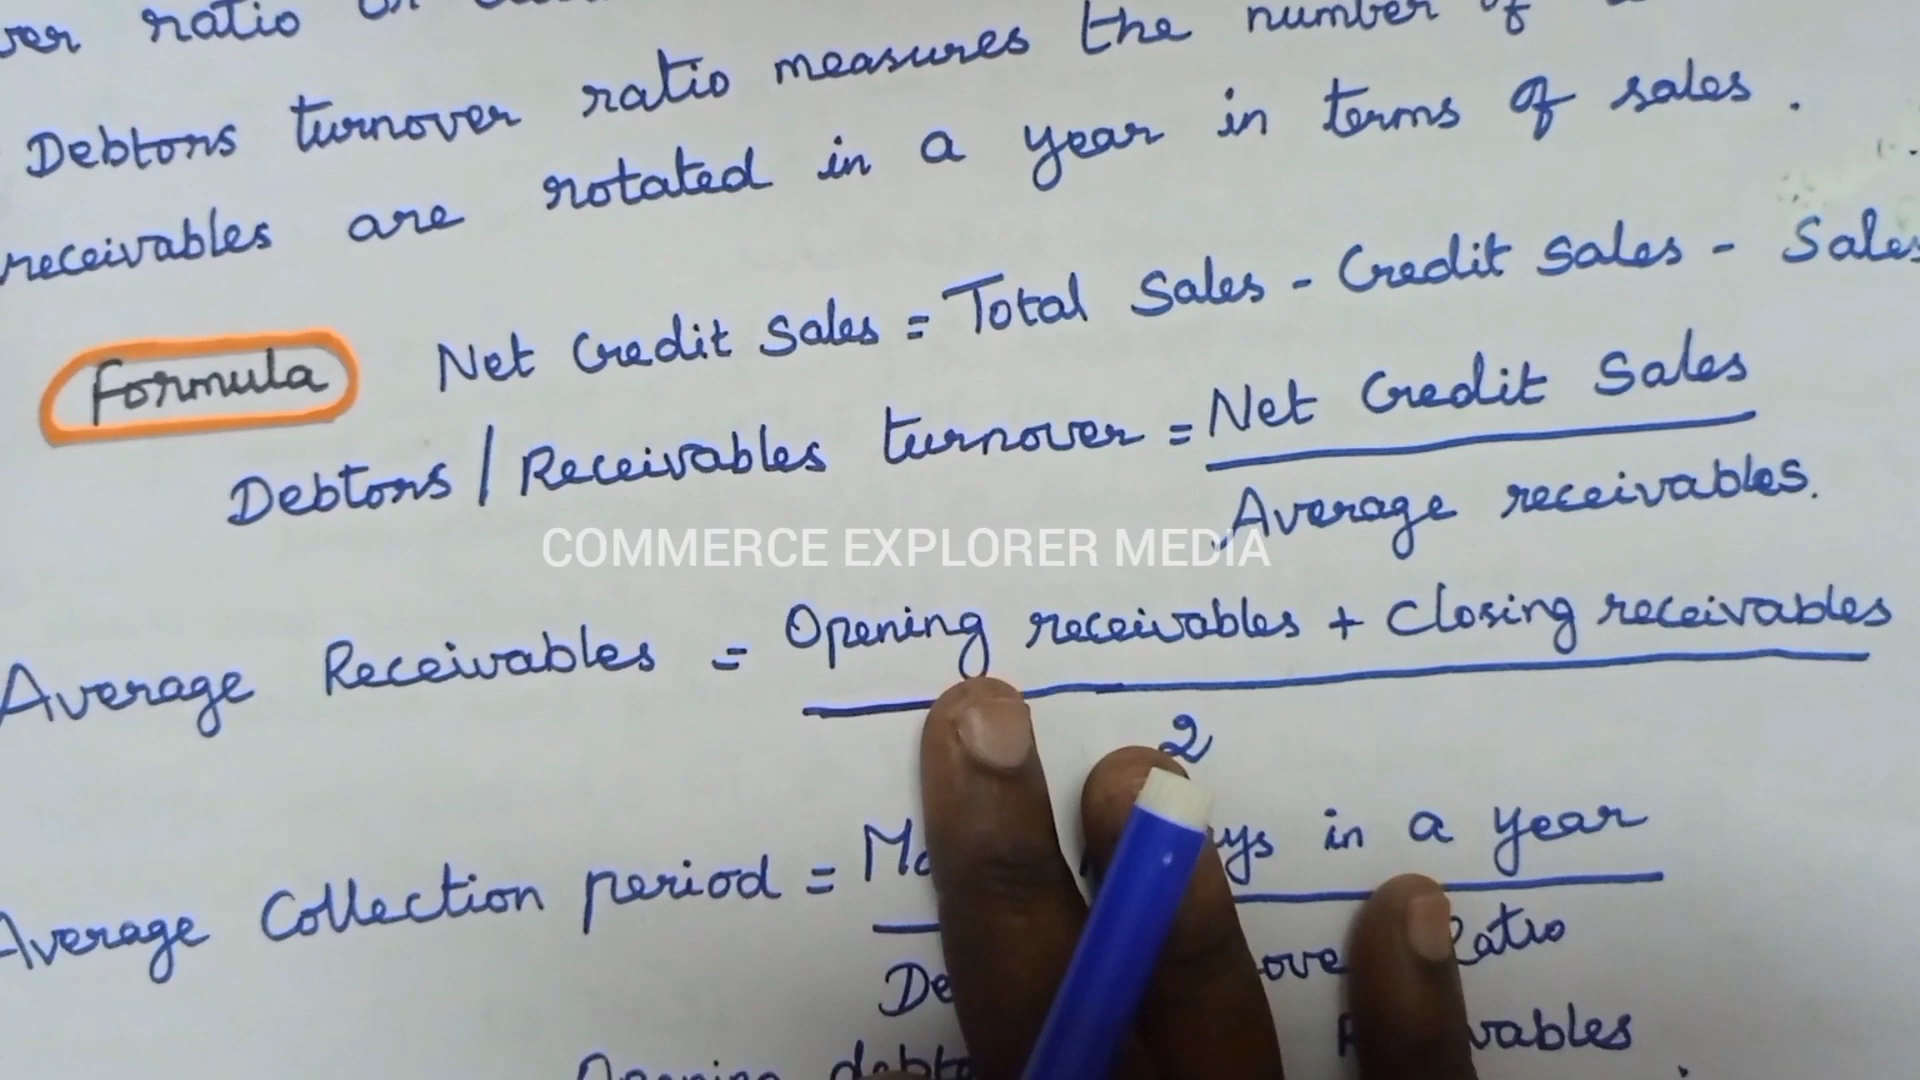 ratio
Debtors turnover ratio measures the number of
receivables are rotated in a year in terms of sales.
Formula Net Credit Sales = Total Sales - Credit Sales - Sales
Debtors / Receivables turnover = Net Credit Sales
Average receivables.
COMMERCE EXPLORER MEDIA
Average Receivables = Opening receivables + Closing receivables
2
Average Collection period = in a year
Ratio